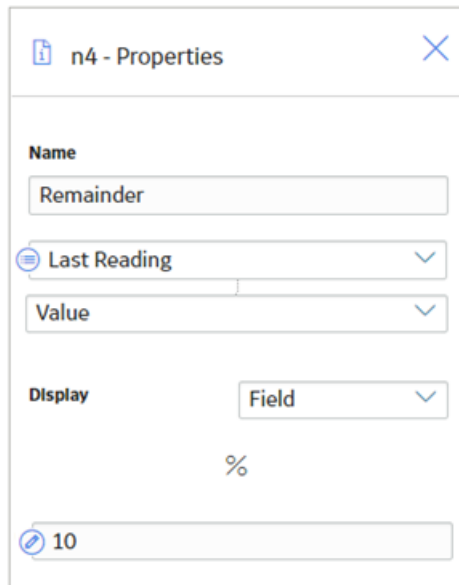 n4 - Properties
Name
Remainder
Last Reading
Value
Display Field
%
10